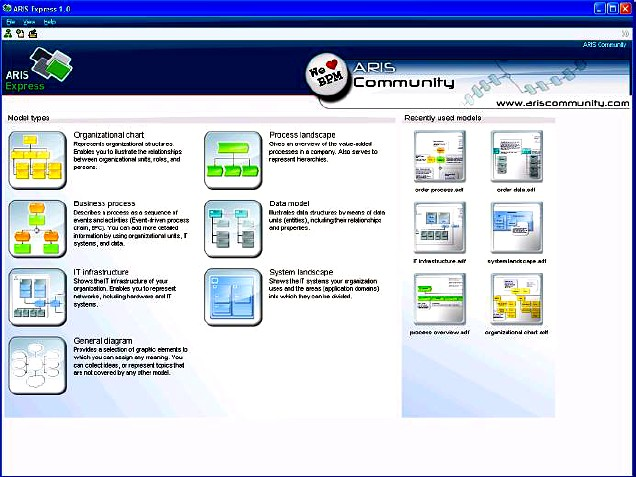 ARIS Express 1.0
File View Help
ARIS Community
ARIS
Express
We ❤ BPM
ARIS
Community
www.ariscommunity.com
Model types
Organizational chart
Represents organizational structures.
Enables you to illustrate the relationships
between organizational units, roles, and
persons.
Process landscape
Gives an overview of the value-added
processes in a company. Also serves to
represent hierarchies.
Business process
Describes a process as a sequence of
events and activities (Event-driven process
chain, EPC). You can add more detailed
information by using organizational units, IT
systems, and data.
Data model
Illustrates data structures by means of data
units (entities), including their relationships
and properties.
IT infrastructure
Shows the IT infrastructure of your
organization. Enables you to represent
networks, including hardware and IT
systems.
System landscape
Shows the IT systems your organization
uses and the areas (application domains)
into which they can be divided.
General diagram
Provides a selection of graphic elements to
which you can assign any meaning. You
can collect ideas, or represent topics that
are not covered by any other model.
Recently used models
order process.adf
order data.adf
IT infrastructure.adf
system landscape.adf
process overview.adf
organizational chart.adf